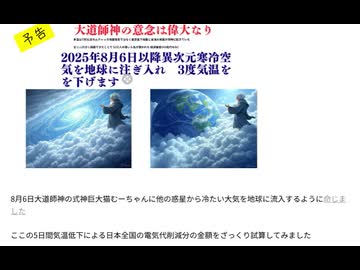 予告
大道師神の意念は偉大なり
2025年8月6日以降異次元寒冷空
気を地球に注ぎ入れ 3度気温を
を下げます
8月6日大道師神の式神巨大猫むーちゃんに他の惑星から冷たい大気を地球に流入するように命じま
した
ここの5日間気温低下による日本全国の電気代削減分の金額をざっくり試算してみました